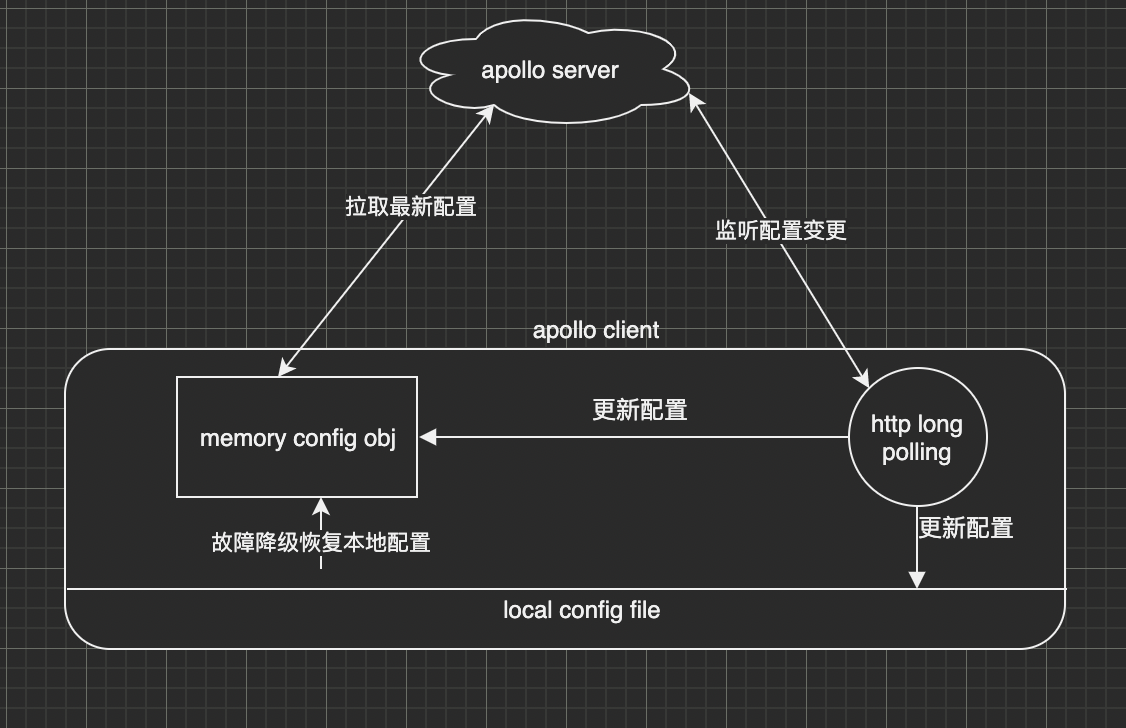 apollo server
拉取最新配置
监听配置变更
apollo client
memory config obj
更新配置
http long
polling
故障降级恢复本地配置
更新配置
local config file